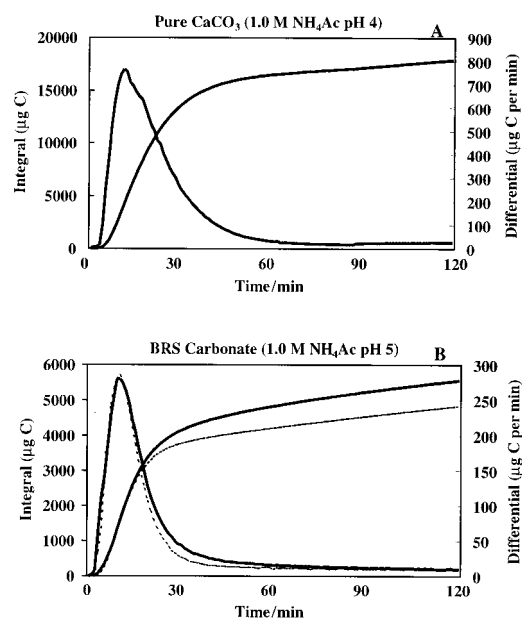 Pure CaCO₃ (1.0 M NH₄Ac pH 4)
A
20000
15000
10000
5000
0
Integral (µg C)
900
800
700
600
500
400
300
200
100
0
Differential (µg C per min)
0 30 60 90 120
Time/min
BRS Carbonate (1.0 M NH₄Ac pH 5)
B
6000
5000
4000
3000
2000
1000
0
Integral (µg C)
300
250
200
150
100
50
0
Differential (µg C per min)
0 30 60 90 120
Time/min